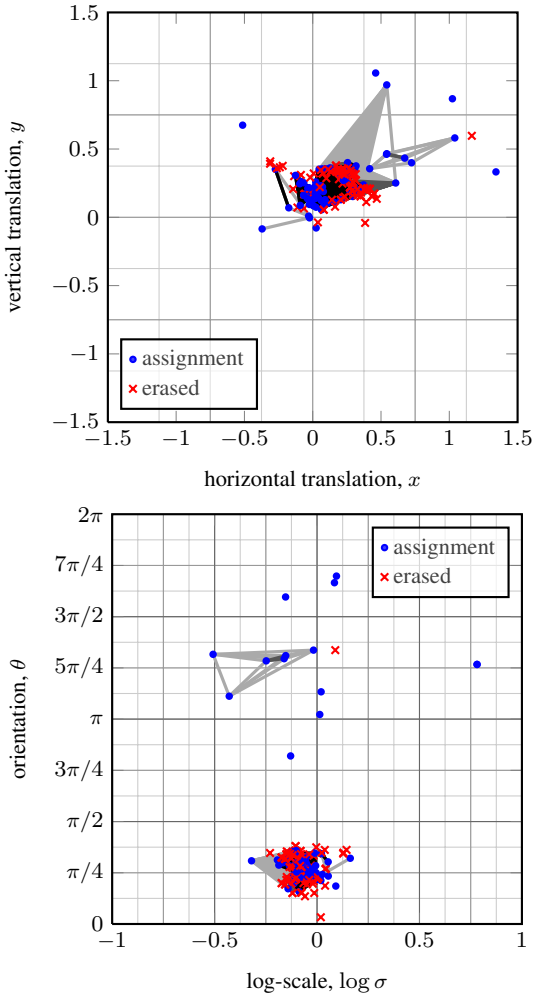 1.5
1
0.5
0
−0.5
−1
−1.5
vertical translation, y
assignment
erased
−1.5 −1 −0.5 0 0.5 1 1.5
horizontal translation, x
2π
7π/4
3π/2
5π/4
π
3π/4
π/2
π/4
0
orientation, θ
assignment
erased
−1 −0.5 0 0.5 1
log-scale, log σ